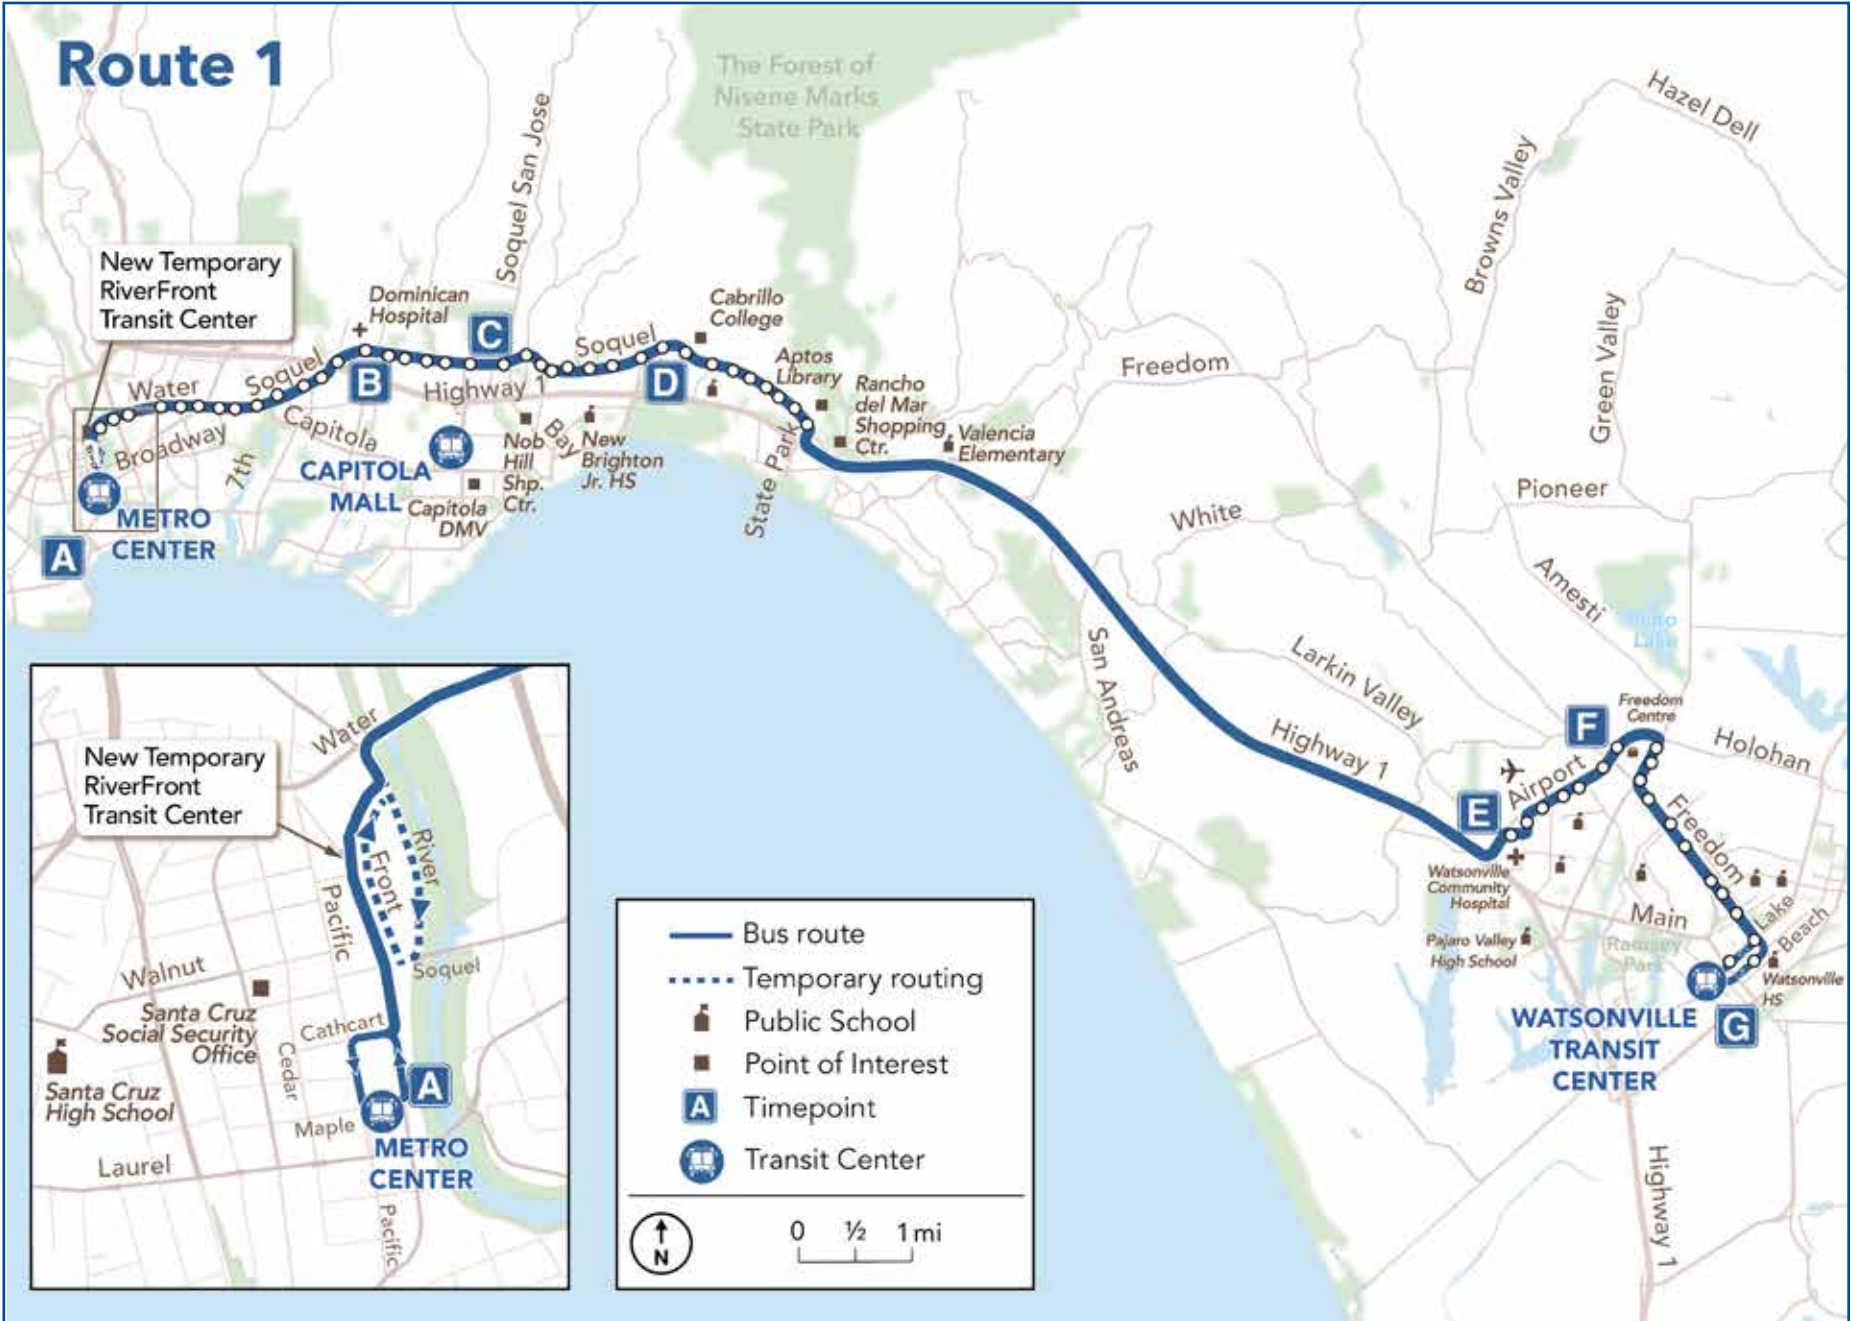 Route 1
The Forest of
Nisene Marks
State Park
Hazel Dell
Browns Valley
Soquel San Jose
Green Valley
New Temporary
RiverFront
Transit Center
Dominican
Hospital
C
Cabrillo
College
Soquel
Soquel
Water
B
Highway 1
D
Aptos
Library
Rancho
del Mar
Shopping
Ctr.
Valencia
Elementary
Freedom
Broadway
Capitola
7th
CAPITOLA
MALL
Capitola
DMV
Nob
Hill
Shp.
Ctr.
Bay
New
Brighton
Jr. HS
State Park
METRO
CENTER
A
White
Pioneer
Amesti
San Andreas
Larkin Valley
Highway 1
Lake
Freedom
Centre
F
Holohan
Airport
E
Freedom
Watsonville
Community
Hospital
Main
Lake
Beach
Pajaro Valley
High School
Ramsey
Park
Watsonville
HS
WATSONVILLE
TRANSIT
CENTER
G
Highway 1
Water
New Temporary
RiverFront
Transit Center
River
Front
Pacific
Soquel
Walnut
Santa Cruz
Social Security
Office
Cathcart
Cedar
A
Santa Cruz
High School
Maple
METRO
CENTER
Laurel
Pacific
Bus route
Temporary routing
Public School
Point of Interest
A Timepoint
Transit Center
N
0 ½ 1 mi